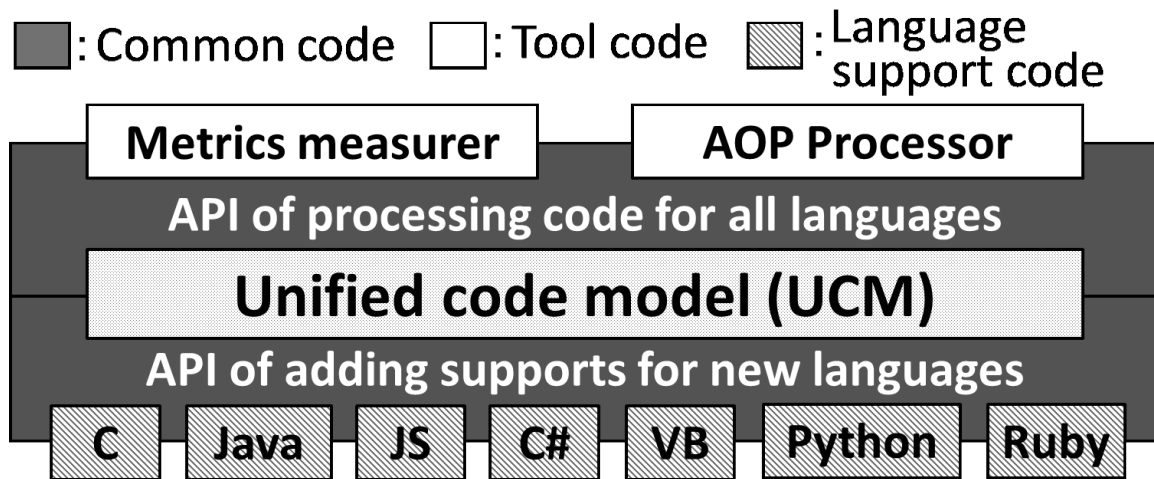 : Common code : Tool code : Language support code
Metrics measurer AOP Processor
API of processing code for all languages
Unified code model (UCM)
API of adding supports for new languages
C Java JS C# VB Python Ruby